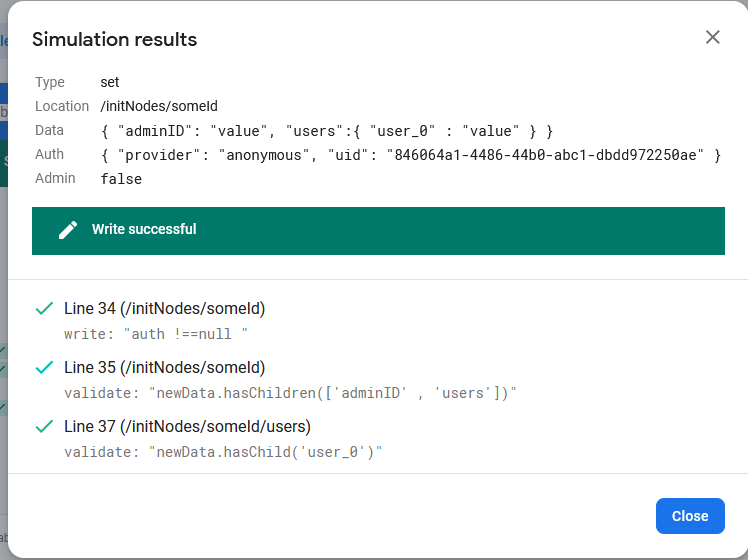 Simulation results
Type set
Location /initNodes/someId
Data { "adminID": "value", "users":{ "user_0" : "value" } }
Auth { "provider": "anonymous", "uid": "846064a1-4486-44b0-abc1-dbdd972250ae" }
Admin false
Write successful
Line 34 (/initNodes/someId)
write: "auth !==null "
Line 35 (/initNodes/someId)
validate: "newData.hasChildren(['adminID' , 'users'])"
Line 37 (/initNodes/someId/users)
validate: "newData.hasChild('user_0')"
Close